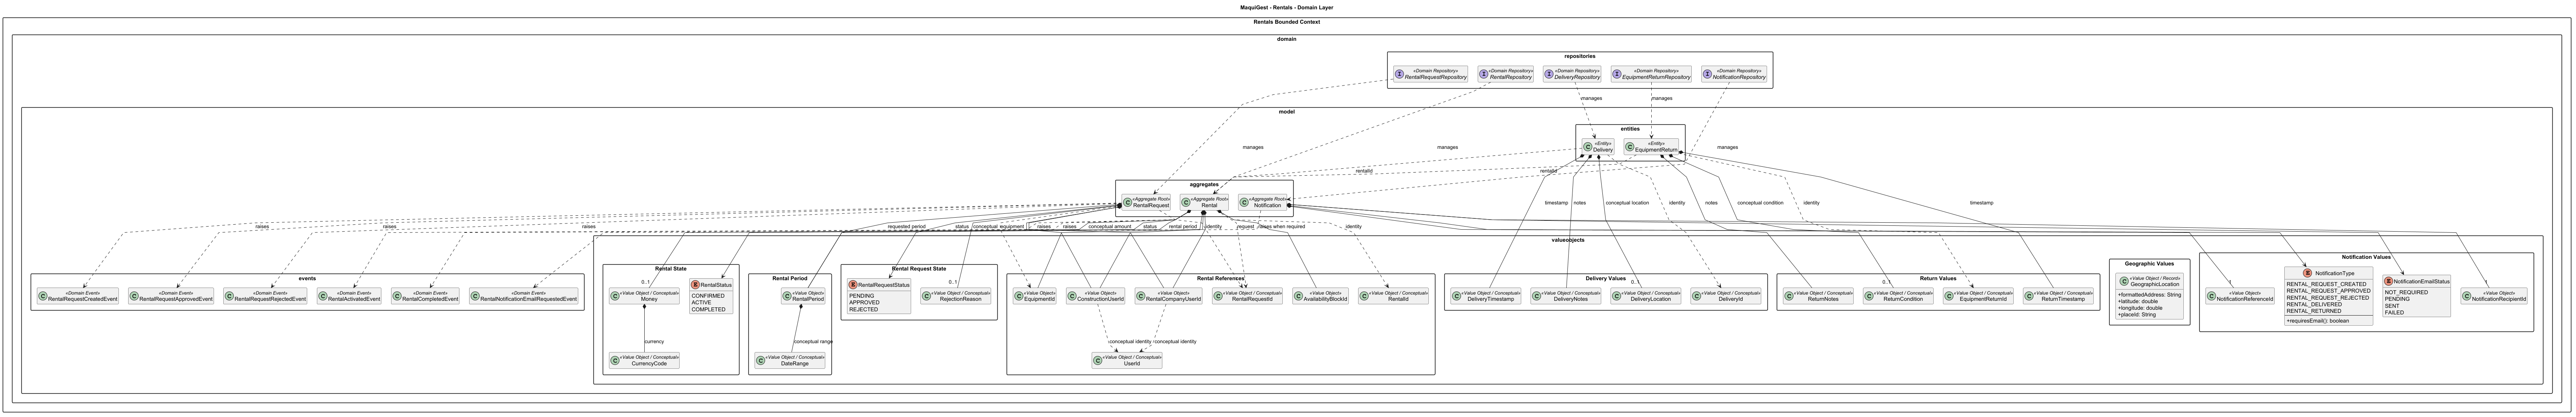 MaquiGest - Rentals - Domain Layer
Rentals Bounded Context
domain
repositories
«Domain Repository»
RentalRequestRepository
«Domain Repository»
RentalRepository
«Domain Repository»
DeliveryRepository
«Domain Repository»
EquipmentReturnRepository
«Domain Repository»
NotificationRepository
manages
manages
model
entities
«Entity»
Delivery
«Entity»
EquipmentReturn
manages
manages
manages
rentalId
rentalId
aggregates
«Aggregate Root»
RentalRequest
«Aggregate Root»
Rental
«Aggregate Root»
Notification
timestamp
notes
conceptual location
identity
notes
conceptual condition
identity
timestamp
raises
raises
raises
requested period
status
conceptual equipment
raises
raises
conceptual amount
status
rental period
identity
request
raises when required
identity
valueobjects
events
«Domain Event»
RentalRequestCreatedEvent
«Domain Event»
RentalRequestApprovedEvent
«Domain Event»
RentalRequestRejectedEvent
«Domain Event»
RentalActivatedEvent
«Domain Event»
RentalCompletedEvent
«Domain Event»
RentalNotificationEmailRequestedEvent
Rental State
0..1
«Value Object / Conceptual»
Money
RentalStatus
CONFIRMED
ACTIVE
COMPLETED
currency
«Value Object / Conceptual»
CurrencyCode
Rental Period
«Value Object»
RentalPeriod
conceptual range
«Value Object / Conceptual»
DateRange
Rental Request State
RentalRequestStatus
PENDING
APPROVED
REJECTED
0..1
«Value Object / Conceptual»
RejectionReason
Rental References
«Value Object»
EquipmentId
«Value Object»
ConstructionUserId
«Value Object»
RentalCompanyUserId
«Value Object / Conceptual»
RentalRequestId
«Value Object»
AvailabilityBlockId
«Value Object / Conceptual»
RentalId
conceptual identity
conceptual identity
«Value Object / Conceptual»
UserId
Delivery Values
«Value Object / Conceptual»
DeliveryTimestamp
«Value Object / Conceptual»
DeliveryNotes
0..1
«Value Object / Conceptual»
DeliveryLocation
«Value Object / Conceptual»
DeliveryId
Return Values
«Value Object / Conceptual»
ReturnNotes
0..1
«Value Object / Conceptual»
ReturnCondition
«Value Object / Conceptual»
EquipmentReturnId
«Value Object / Conceptual»
ReturnTimestamp
Geographic Values
«Value Object / Record»
GeographicLocation
+formattedAddress: String
+latitude: double
+longitude: double
+placeId: String
Notification Values
1
«Value Object»
NotificationReferenceId
NotificationType
RENTAL_REQUEST_CREATED
RENTAL_REQUEST_APPROVED
RENTAL_REQUEST_REJECTED
RENTAL_DELIVERED
RENTAL_RETURNED
+requiresEmail(): boolean
NotificationEmailStatus
NOT_REQUIRED
PENDING
SENT
FAILED
1
«Value Object»
NotificationRecipientId